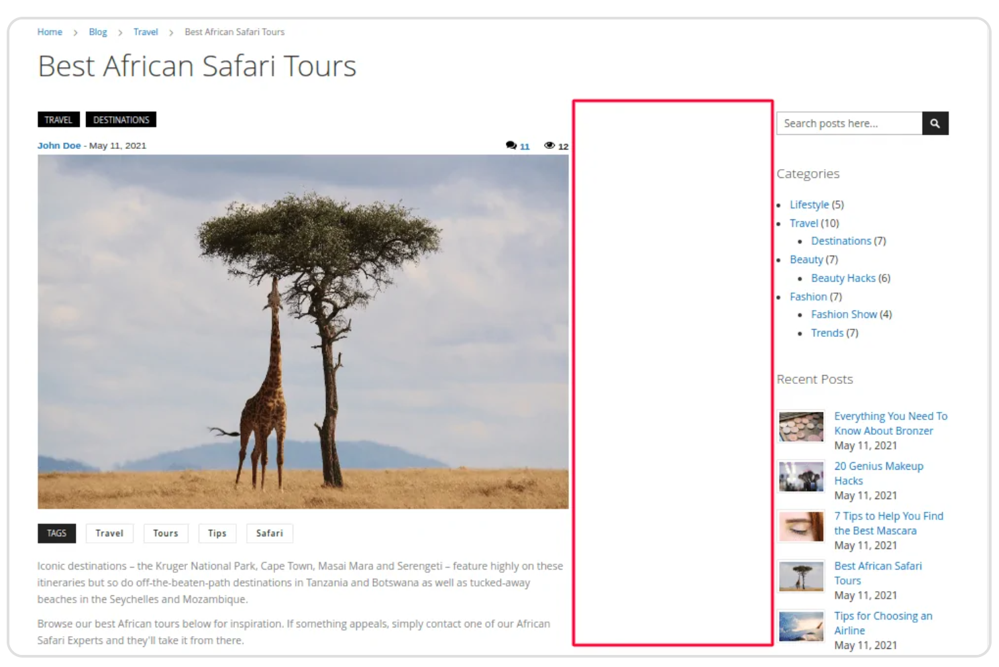 Home > Blog > Travel > Best African Safari Tours
Best African Safari Tours
TRAVEL DESTINATIONS
John Doe - May 11, 2021 11 12
TAGS Travel Tours Tips Safari
Iconic destinations – the Kruger National Park, Cape Town, Masai Mara and Serengeti – feature highly on these
itineraries but so do off-the-beaten-path destinations in Tanzania and Botswana as well as tucked-away
beaches in the Seychelles and Mozambique.
Browse our best African tours below for inspiration. If something appeals, simply contact one of our African
Safari Experts and they'll take it from there.
Search posts here...
Categories
• Lifestyle (5)
• Travel (10)
• Destinations (7)
• Beauty (7)
• Beauty Hacks (6)
• Fashion (7)
• Fashion Show (4)
• Trends (7)
Recent Posts
Everything You Need To
Know About Bronzer
May 11, 2021
20 Genius Makeup
Hacks
May 11, 2021
7 Tips to Help You Find
the Best Mascara
May 11, 2021
Best African Safari
Tours
May 11, 2021
Tips for Choosing an
Airline
May 11, 2021